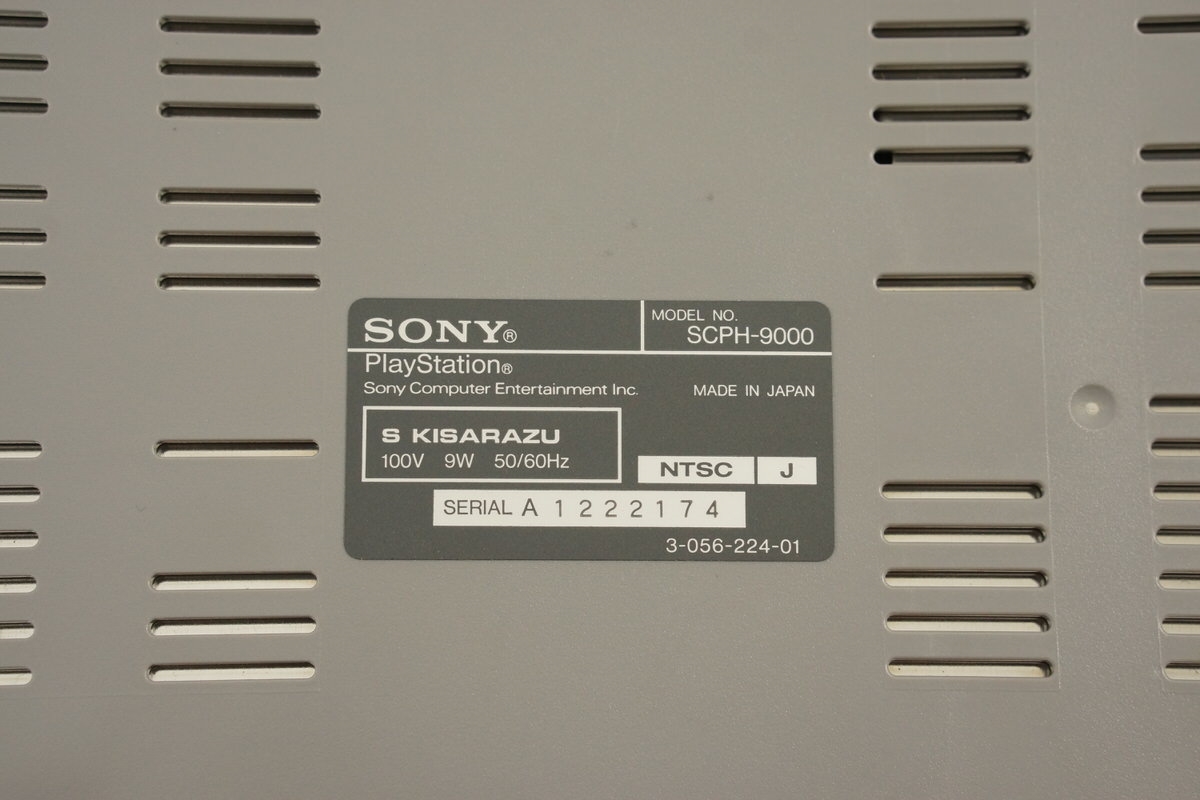 SONY®
MODEL NO.
SCPH-9000
PlayStation®
Sony Computer Entertainment Inc.
MADE IN JAPAN
S KISARAZU
100V 9W 50/60Hz
NTSC J
SERIAL A 1222174
3-056-224-01